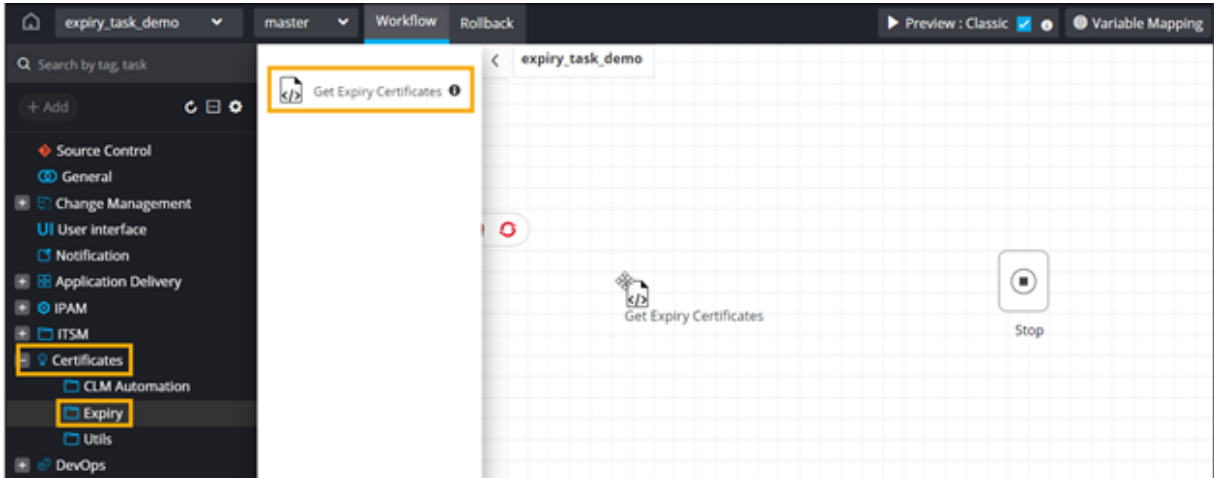 expiry_task_demo
master
Workflow
Rollback
Preview : Classic
Variable Mapping
Search by tag, task
+ Add
Source Control
General
Change Management
UI User interface
Notification
Application Delivery
IPAM
ITSM
Certificates
CLM Automation
Expiry
Utils
DevOps
Get Expiry Certificates
expiry_task_demo
Get Expiry Certificates
Stop